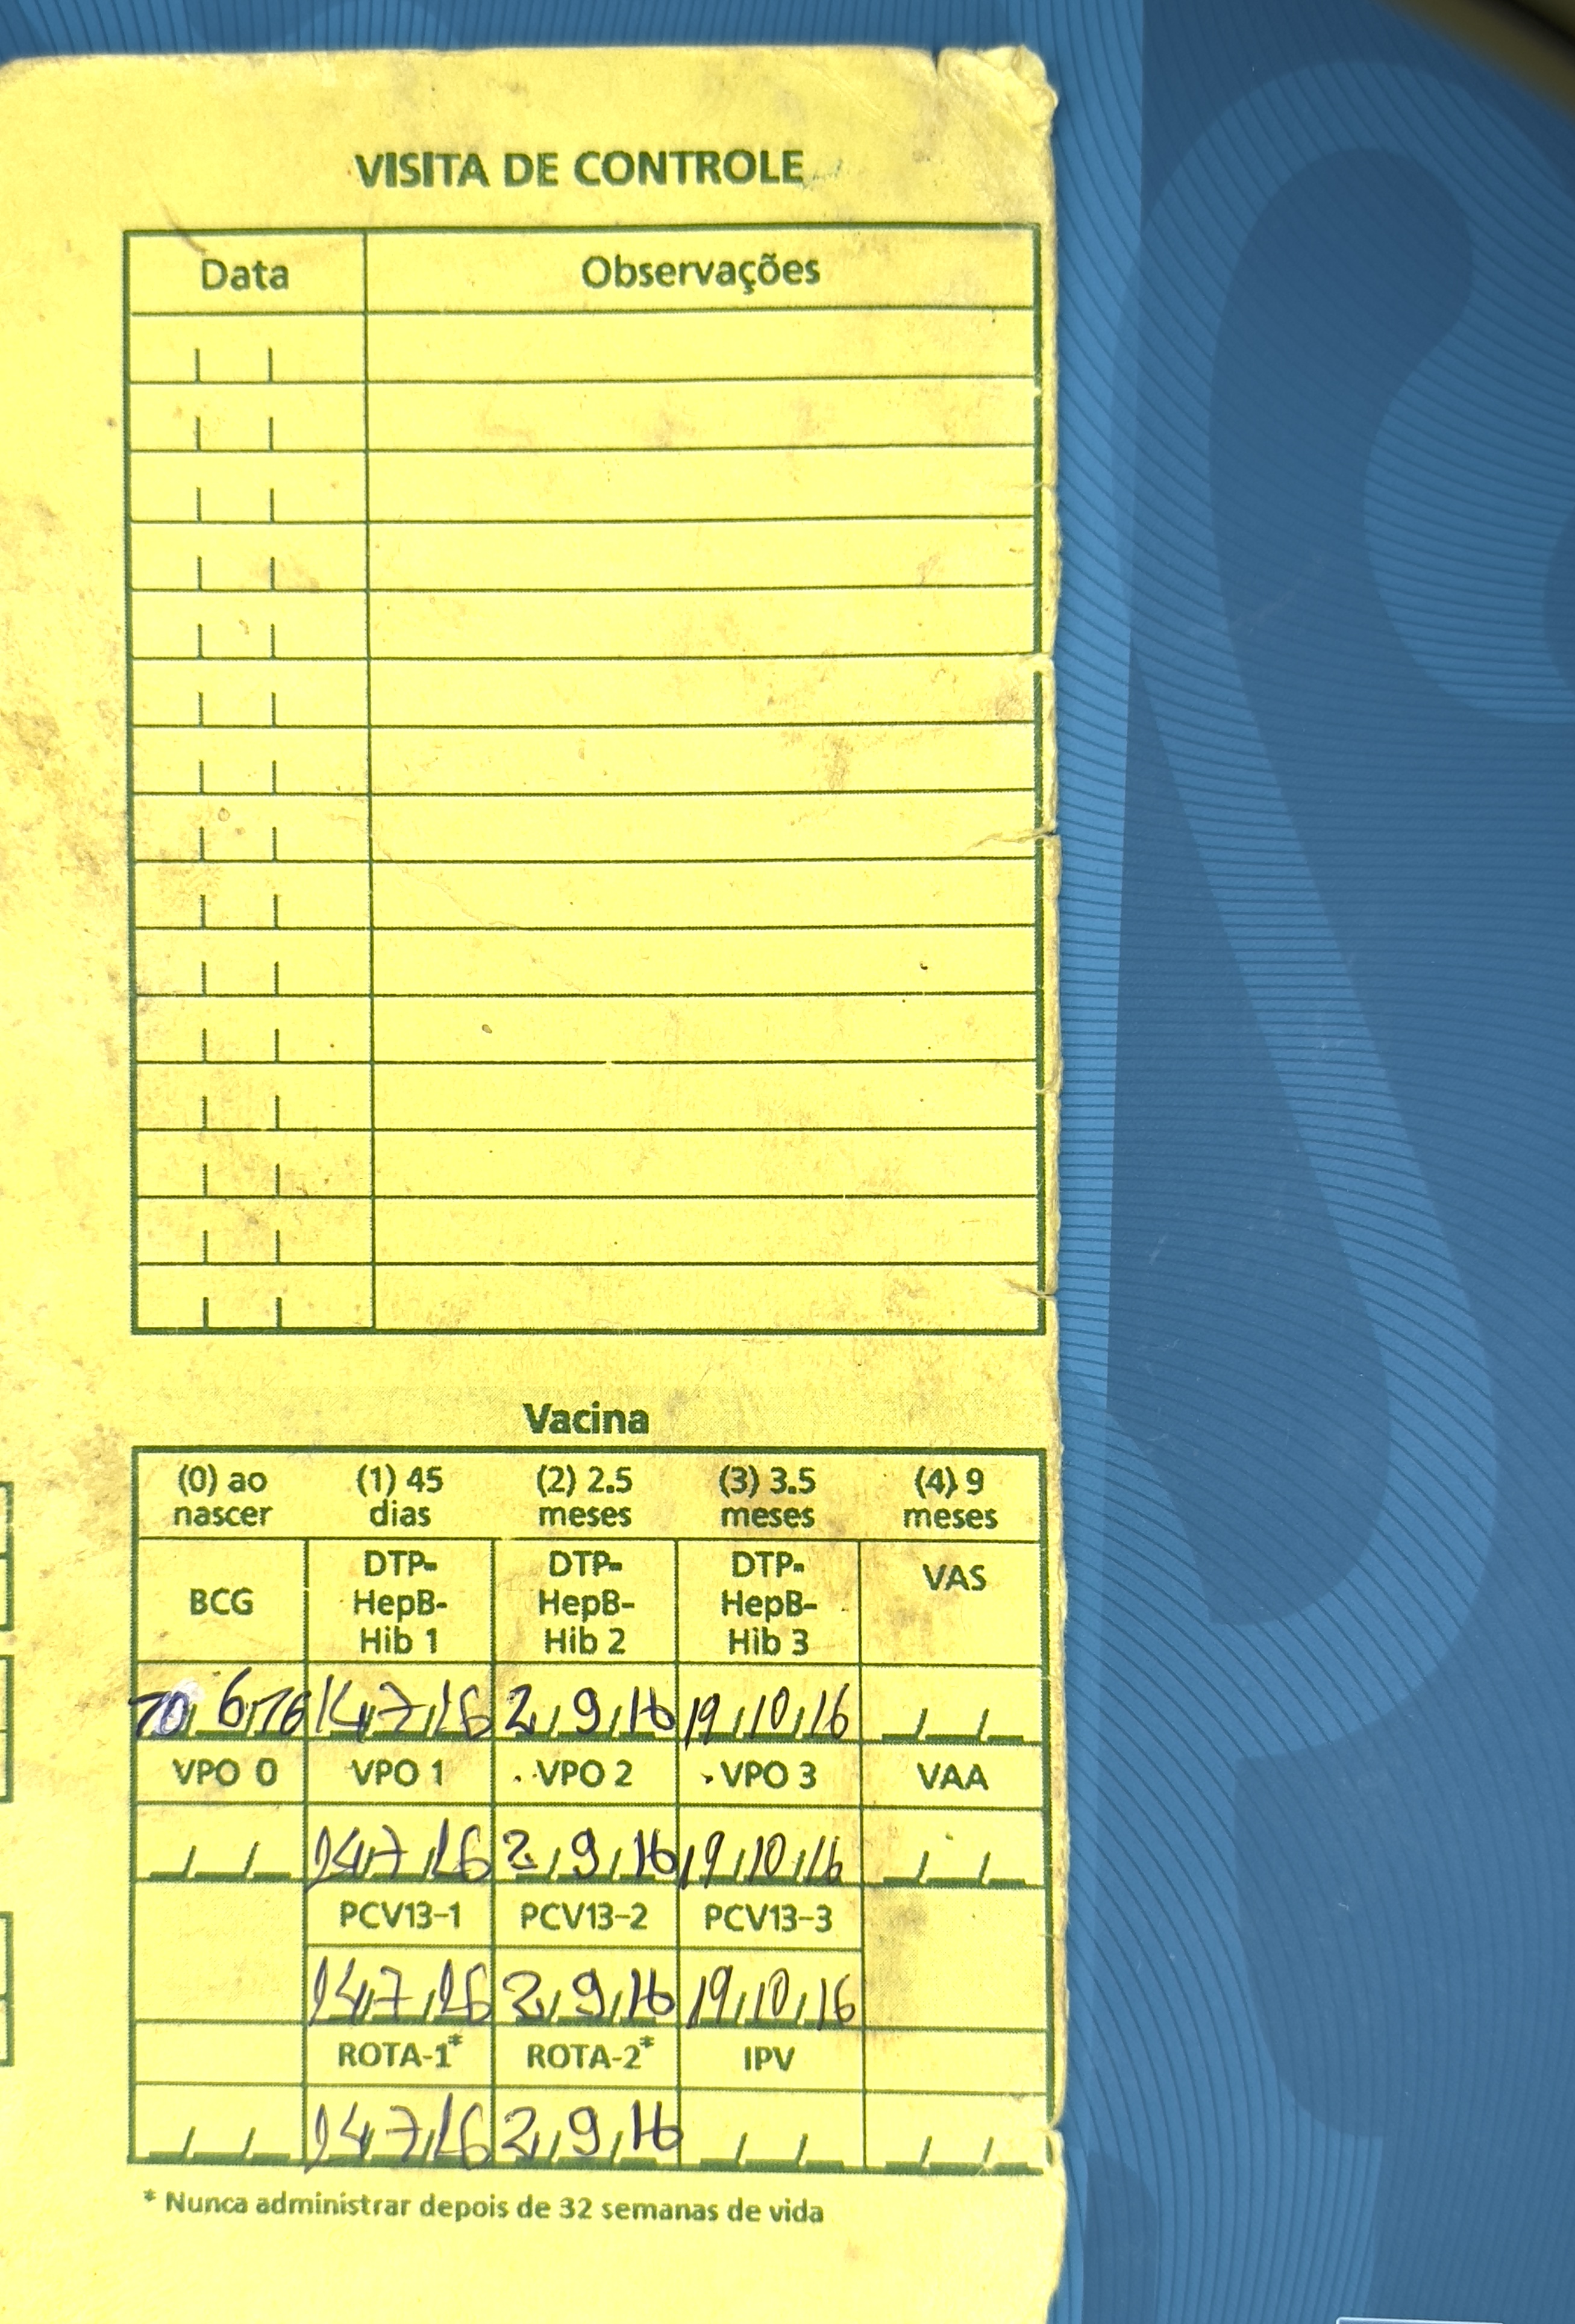 VISITA DE CONTROLE
Data Observações
Vacina
(0) ao nascer (1) 45 dias (2) 2.5 meses (3) 3.5 meses (4) 9 meses
BCG DTP-HepB-Hib 1 DTP-HepB-Hib 2 DTP-HepB-Hib 3 VAS
6/16 14/7/16 2/9/16 19/10/16
VPO 0 VPO 1 VPO 2 VPO 3 VAA
14/7/16 2/9/16 19/10/16
PCV13-1 PCV13-2 PCV13-3
14/7/16 2/9/16 19/10/16
ROTA-1* ROTA-2* IPV
14/7/16 2/9/16
* Nunca administrar depois de 32 semanas de vida